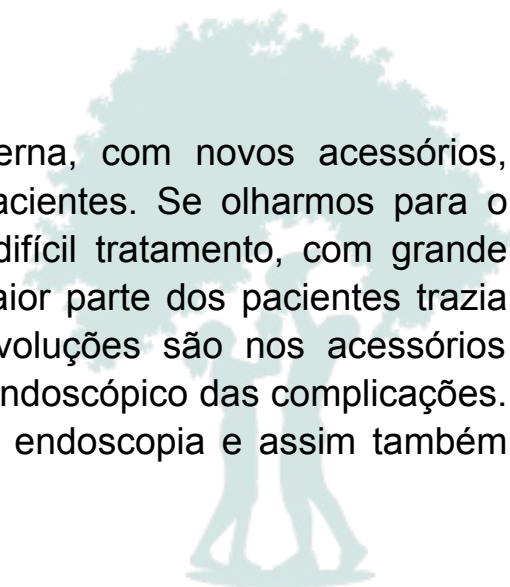 erna, com novos acessórios,
acientes. Se olharmos para o
difícil tratamento, com grande
aior parte dos pacientes trazia
voluções são nos acessórios
ndoscópico das complicações.
endoscopia e assim também